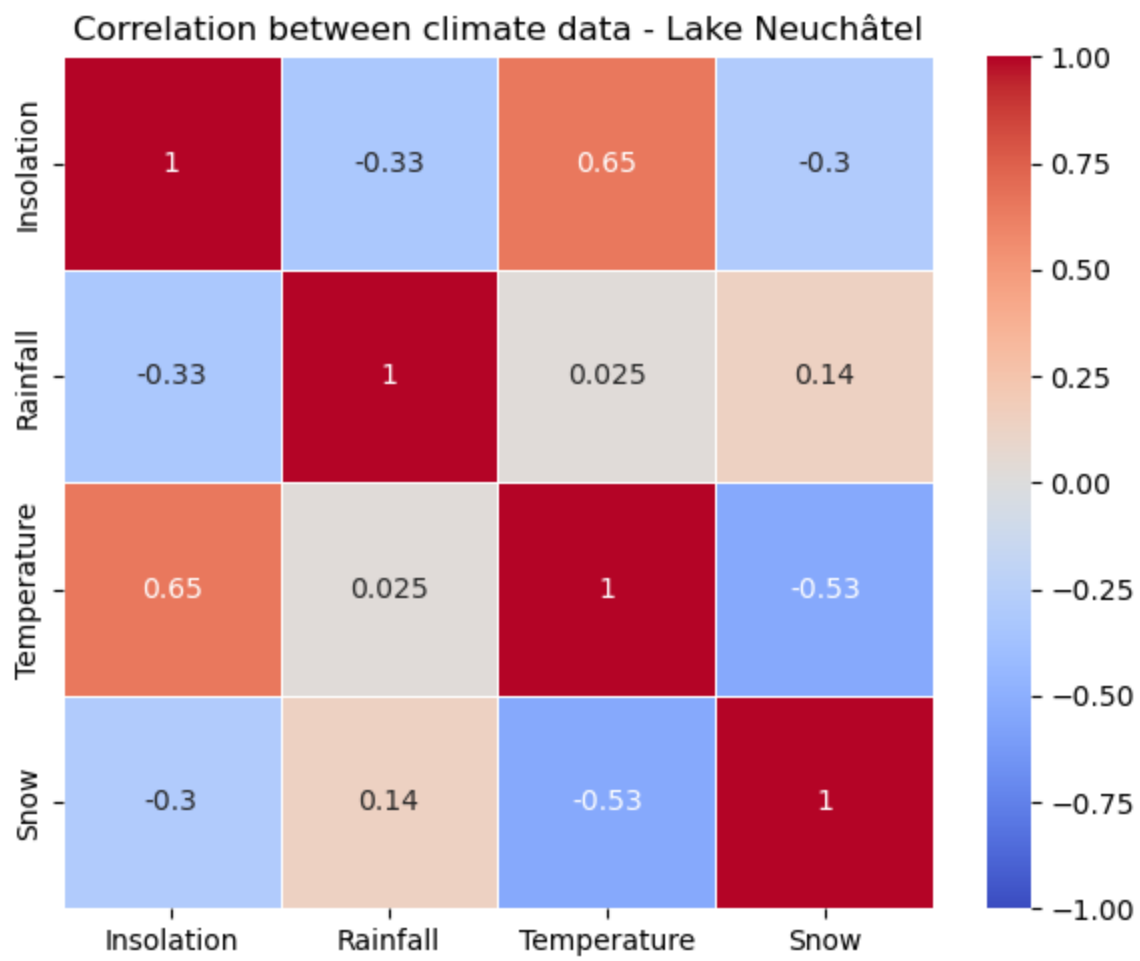 Correlation between climate data - Lake Neuchâtel
Insolation
1
-0.33
0.65
-0.3
Rainfall
-0.33
1
0.025
0.14
Temperature
0.65
0.025
1
-0.53
Snow
-0.3
0.14
-0.53
1
Insolation
Rainfall
Temperature
Snow
1.00
0.75
0.50
0.25
0.00
−0.25
−0.50
−0.75
−1.00